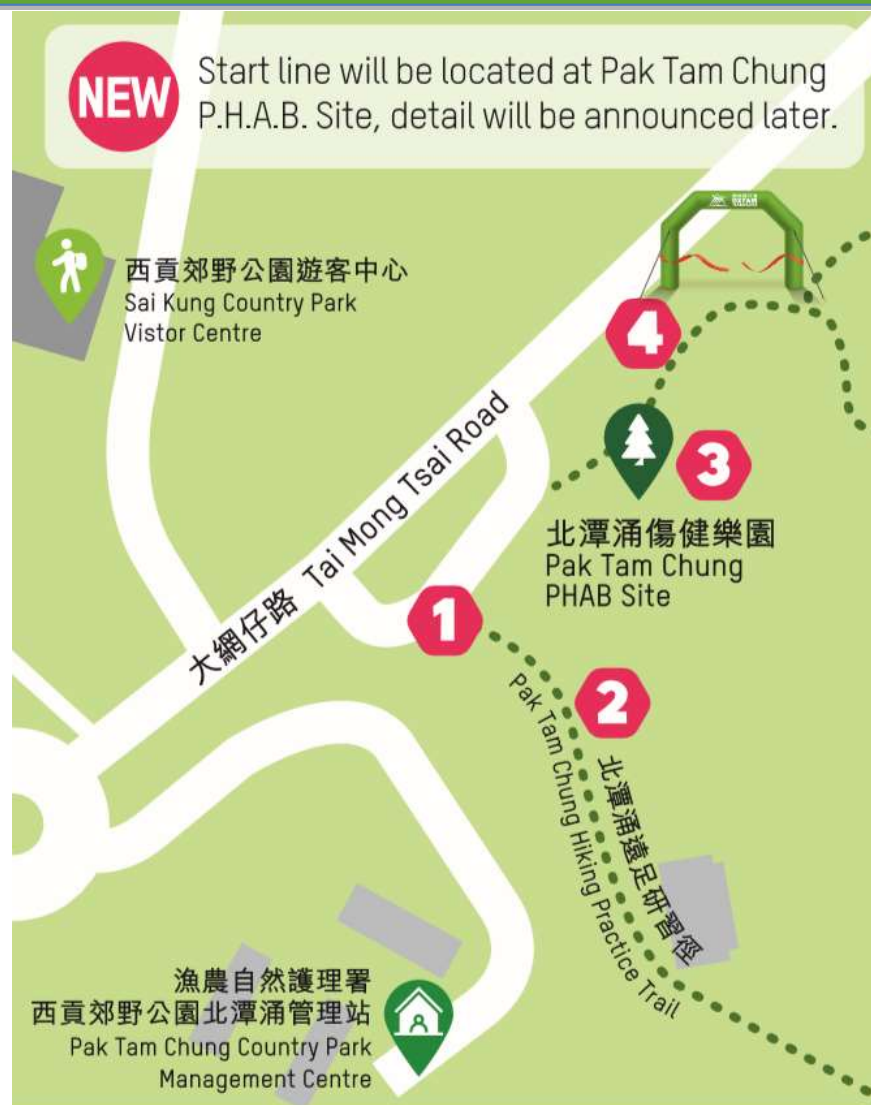 NEW
Start line will be located at Pak Tam Chung
P.H.A.B. Site, detail will be announced later.
西貢郊野公園遊客中心
Sai Kung Country Park
Vistor Centre
4
3
北潭涌傷健樂園
Pak Tam Chung
PHAB Site
大網仔路 Tai Mong Tsai Road
1
2
北潭涌遠足研習徑
Pak Tam Chung Hiking Practice Trail
漁農自然護理署
西貢郊野公園北潭涌管理站
Pak Tam Chung Country Park
Management Centre